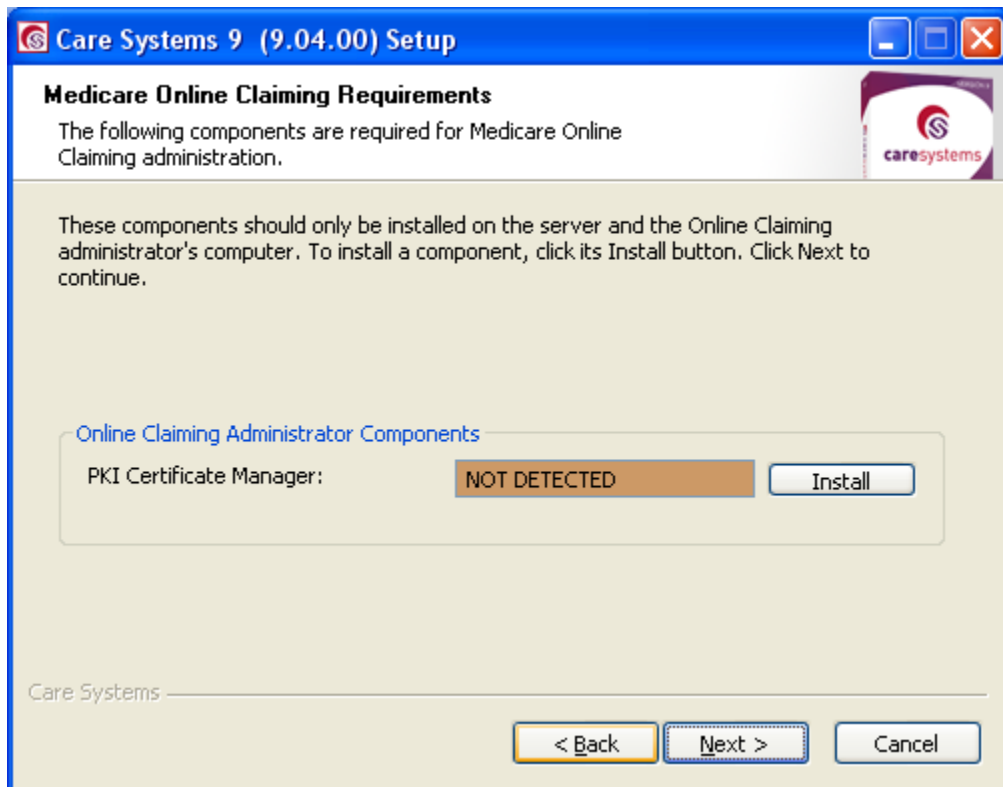 Care Systems 9 (9.04.00) Setup
Medicare Online Claiming Requirements
The following components are required for Medicare Online
Claiming administration.
caresystems
These components should only be installed on the server and the Online Claiming
administrator's computer. To install a component, click its Install button. Click Next to
continue.
Online Claiming Administrator Components
PKI Certificate Manager:
NOT DETECTED
Install
Care Systems
< Back
Next >
Cancel